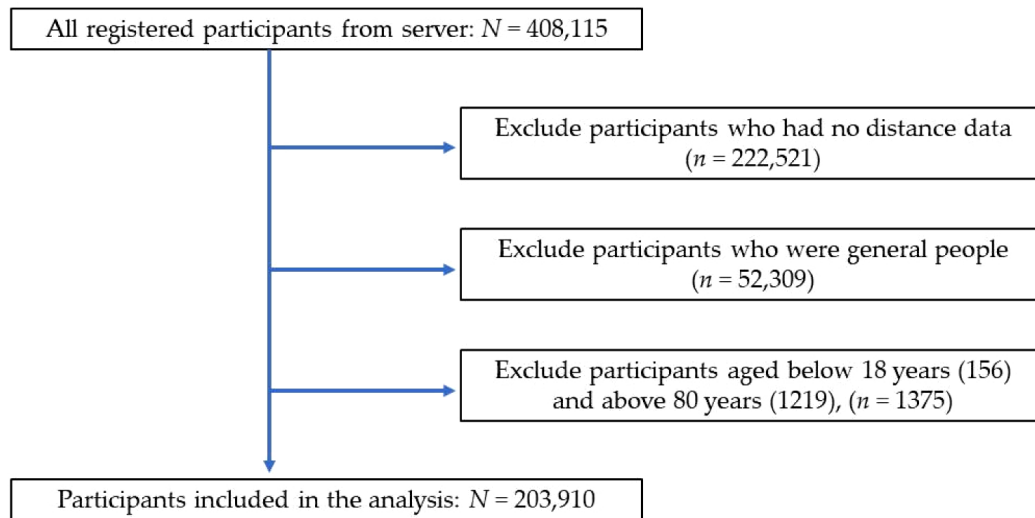 All registered participants from server: N = 408,115
Exclude participants who had no distance data
(n = 222,521)
Exclude participants who were general people
(n = 52,309)
Exclude participants aged below 18 years (156)
and above 80 years (1219), (n = 1375)
Participants included in the analysis: N = 203,910